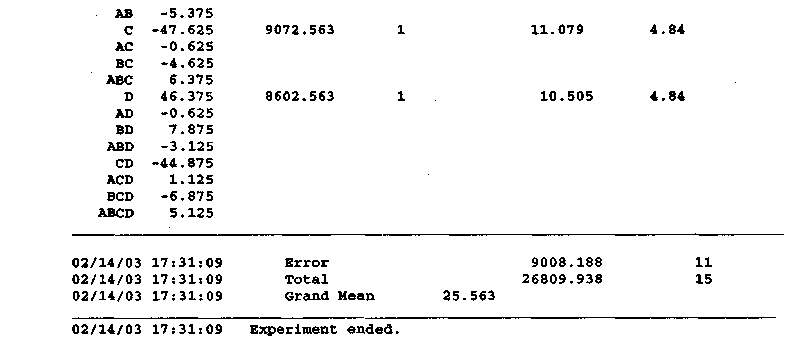 AB -5.375
C -47.625 9072.563 1 11.079 4.84
AC -0.625
BC -4.625
ABC 6.375
D 46.375 8602.563 1 10.505 4.84
AD -0.625
BD 7.875
ABD -3.125
CD -44.875
ACD 1.125
BCD -6.875
ABCD 5.125
02/14/03 17:31:09 Error 9008.188 11
02/14/03 17:31:09 Total 26809.938 15
02/14/03 17:31:09 Grand Mean 25.563
02/14/03 17:31:09 Experiment ended.